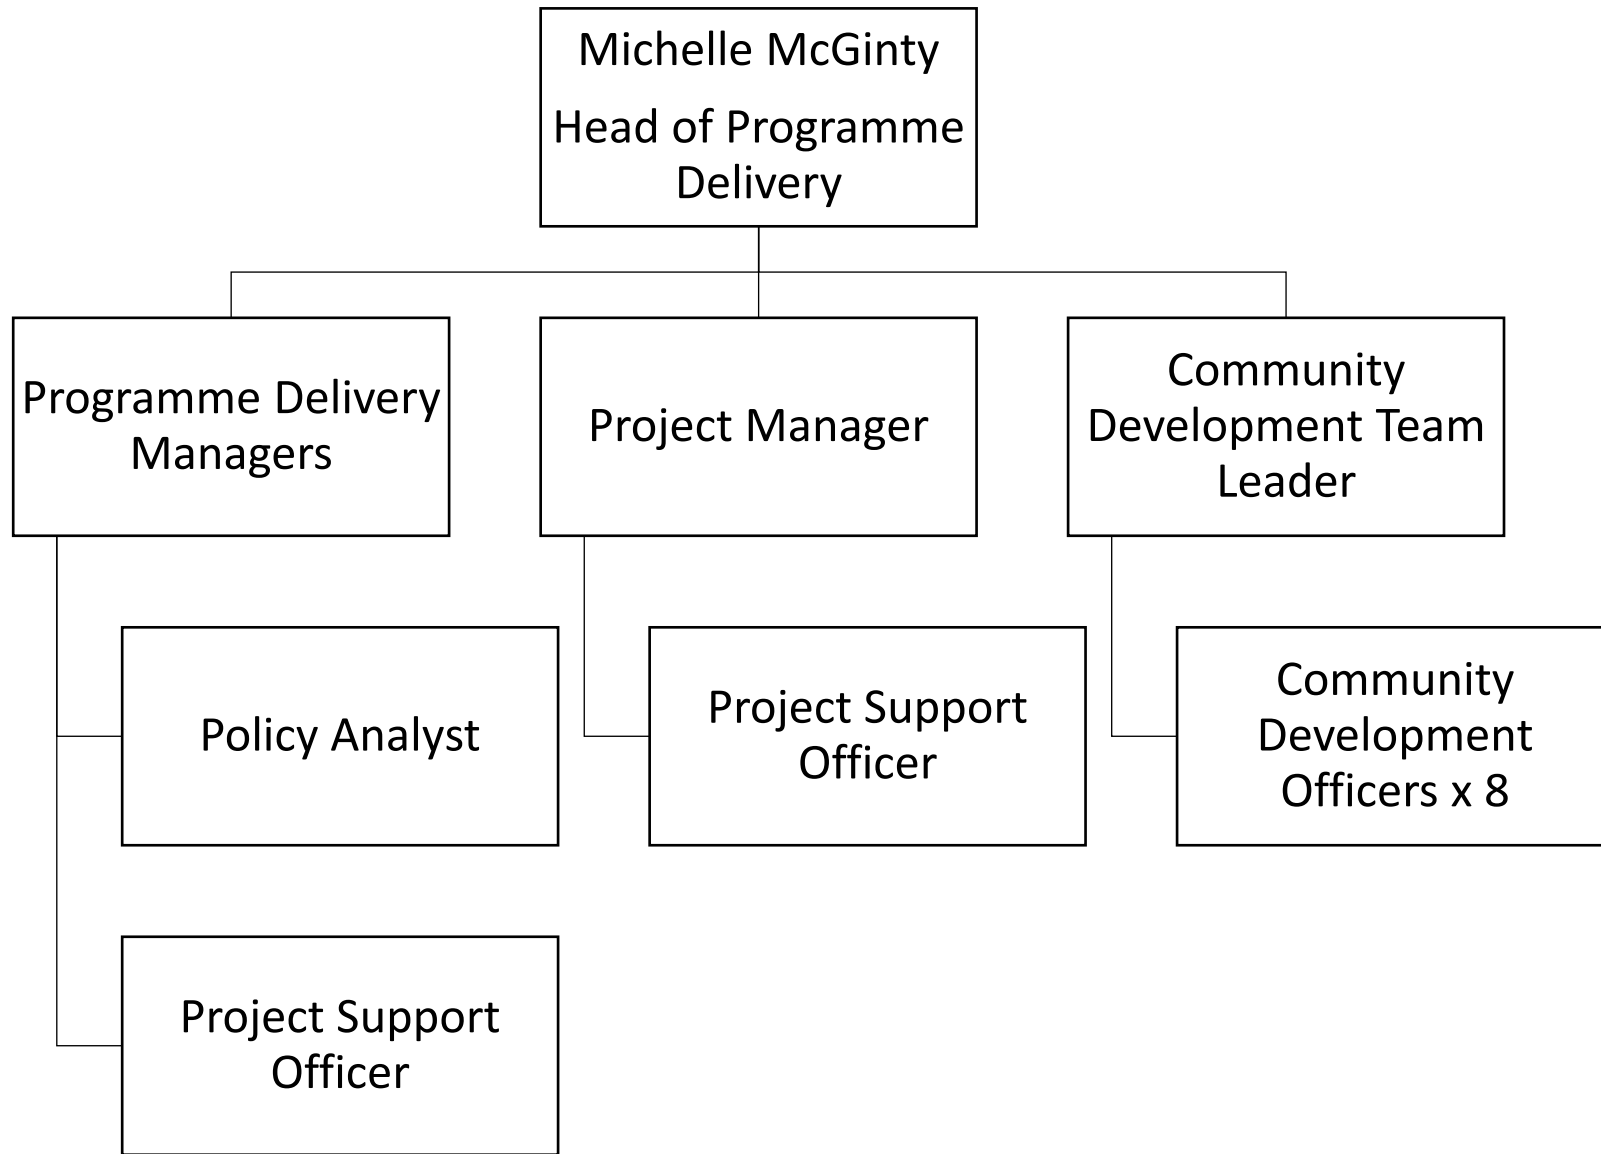 Michelle McGinty
Head of Programme
Delivery
Programme Delivery
Managers
Project Manager
Community
Development Team
Leader
Policy Analyst
Project Support
Officer
Community
Development
Officers x 8
Project Support
Officer